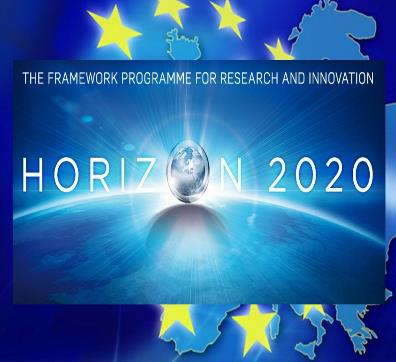 THE FRAMEWORK PROGRAMME FOR RESEARCH AND INNOVATION
HORIZON 2020